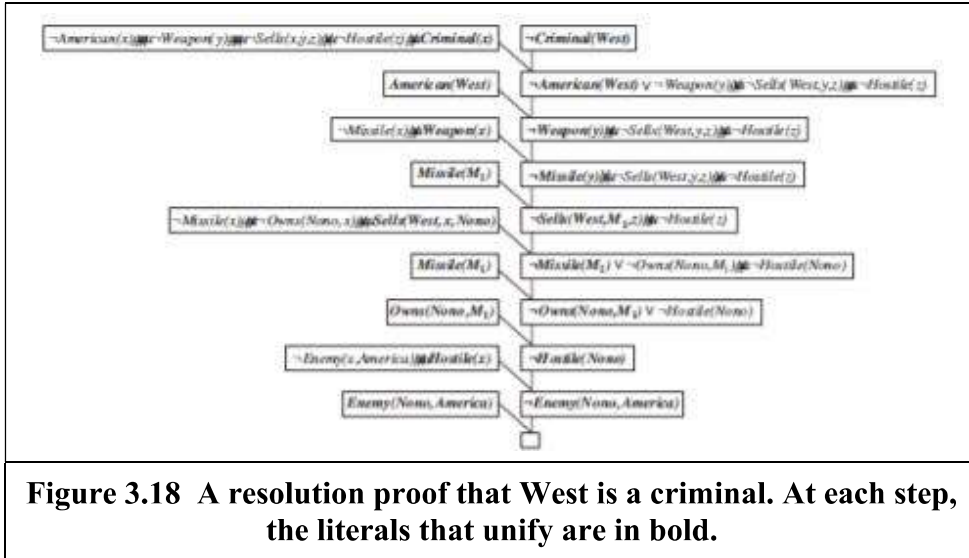 ¬American(x) ¬Weapon(y) ¬Sells(x,y,z) ¬Hostile(z) Criminal(x)
¬Criminal(West)
American(West)
¬American(West) ∨ ¬Weapon(y) ¬Sells(West,y,z) ¬Hostile(z)
¬Missile(x) Weapon(x)
¬Weapon(y) ¬Sells(West,y,z) ¬Hostile(z)
Missile(M₁)
¬Missile(y) ¬Sells(West,y,z) ¬Hostile(z)
¬Missile(x) ¬Owns(Nono,x) Sells(West,x,Nono)
¬Sells(West,M₁,z) ¬Hostile(z)
Missile(M₁)
¬Missile(M₁) ∨ ¬Owns(Nono,M₁) ¬Hostile(Nono)
Owns(Nono,M₁)
¬Owns(Nono,M₁) ∨ ¬Hostile(Nono)
¬Enemy(x,America) Hostile(x)
¬Hostile(Nono)
Enemy(Nono,America)
¬Enemy(Nono,America)
Figure 3.18 A resolution proof that West is a criminal. At each step,
the literals that unify are in bold.